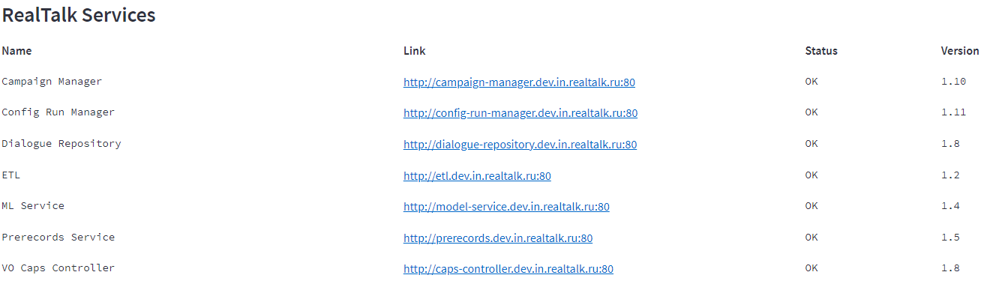 RealTalk Services
Name Link Status Version
Campaign Manager http://campaign-manager.dev.in.realtalk.ru:80 OK 1.10
Config Run Manager http://config-run-manager.dev.in.realtalk.ru:80 OK 1.11
Dialogue Repository http://dialogue-repository.dev.in.realtalk.ru:80 OK 1.8
ETL http://etl.dev.in.realtalk.ru:80 OK 1.2
ML Service http://model-service.dev.in.realtalk.ru:80 OK 1.4
Prerecords Service http://prerecords.dev.in.realtalk.ru:80 OK 1.5
VO Caps Controller http://caps-controller.dev.in.realtalk.ru:80 OK 1.8